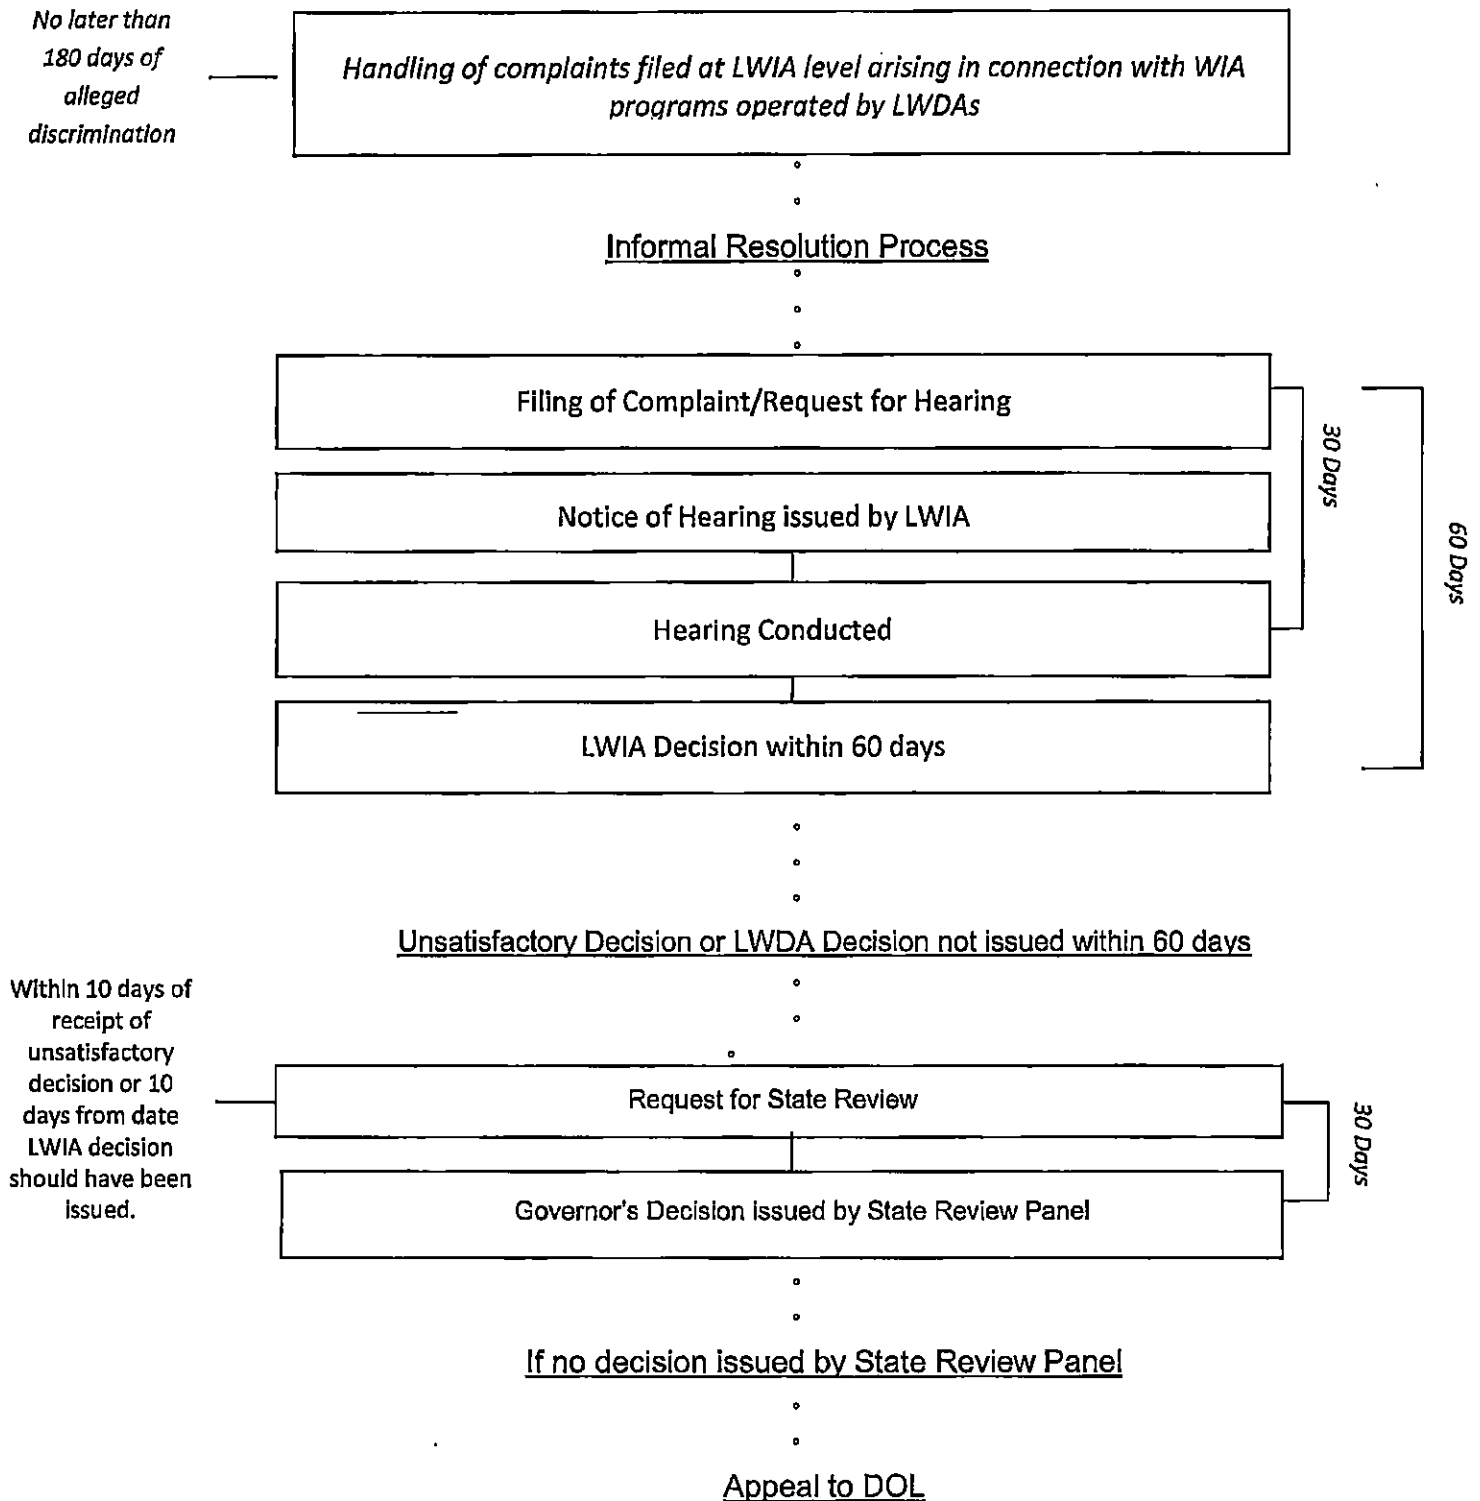 No later than
180 days of
alleged
discrimination
Handling of complaints filed at LWIA level arising in connection with WIA
programs operated by LWDAs
Informal Resolution Process
Filing of Complaint/Request for Hearing
30 Days
Notice of Hearing issued by LWIA
60 Days
Hearing Conducted
LWIA Decision within 60 days
Unsatisfactory Decision or LWDA Decision not issued within 60 days
Within 10 days of
receipt of
unsatisfactory
decision or 10
days from date
LWIA decision
should have been
issued.
Request for State Review
30 Days
Governor's Decision issued by State Review Panel
If no decision issued by State Review Panel
Appeal to DOL